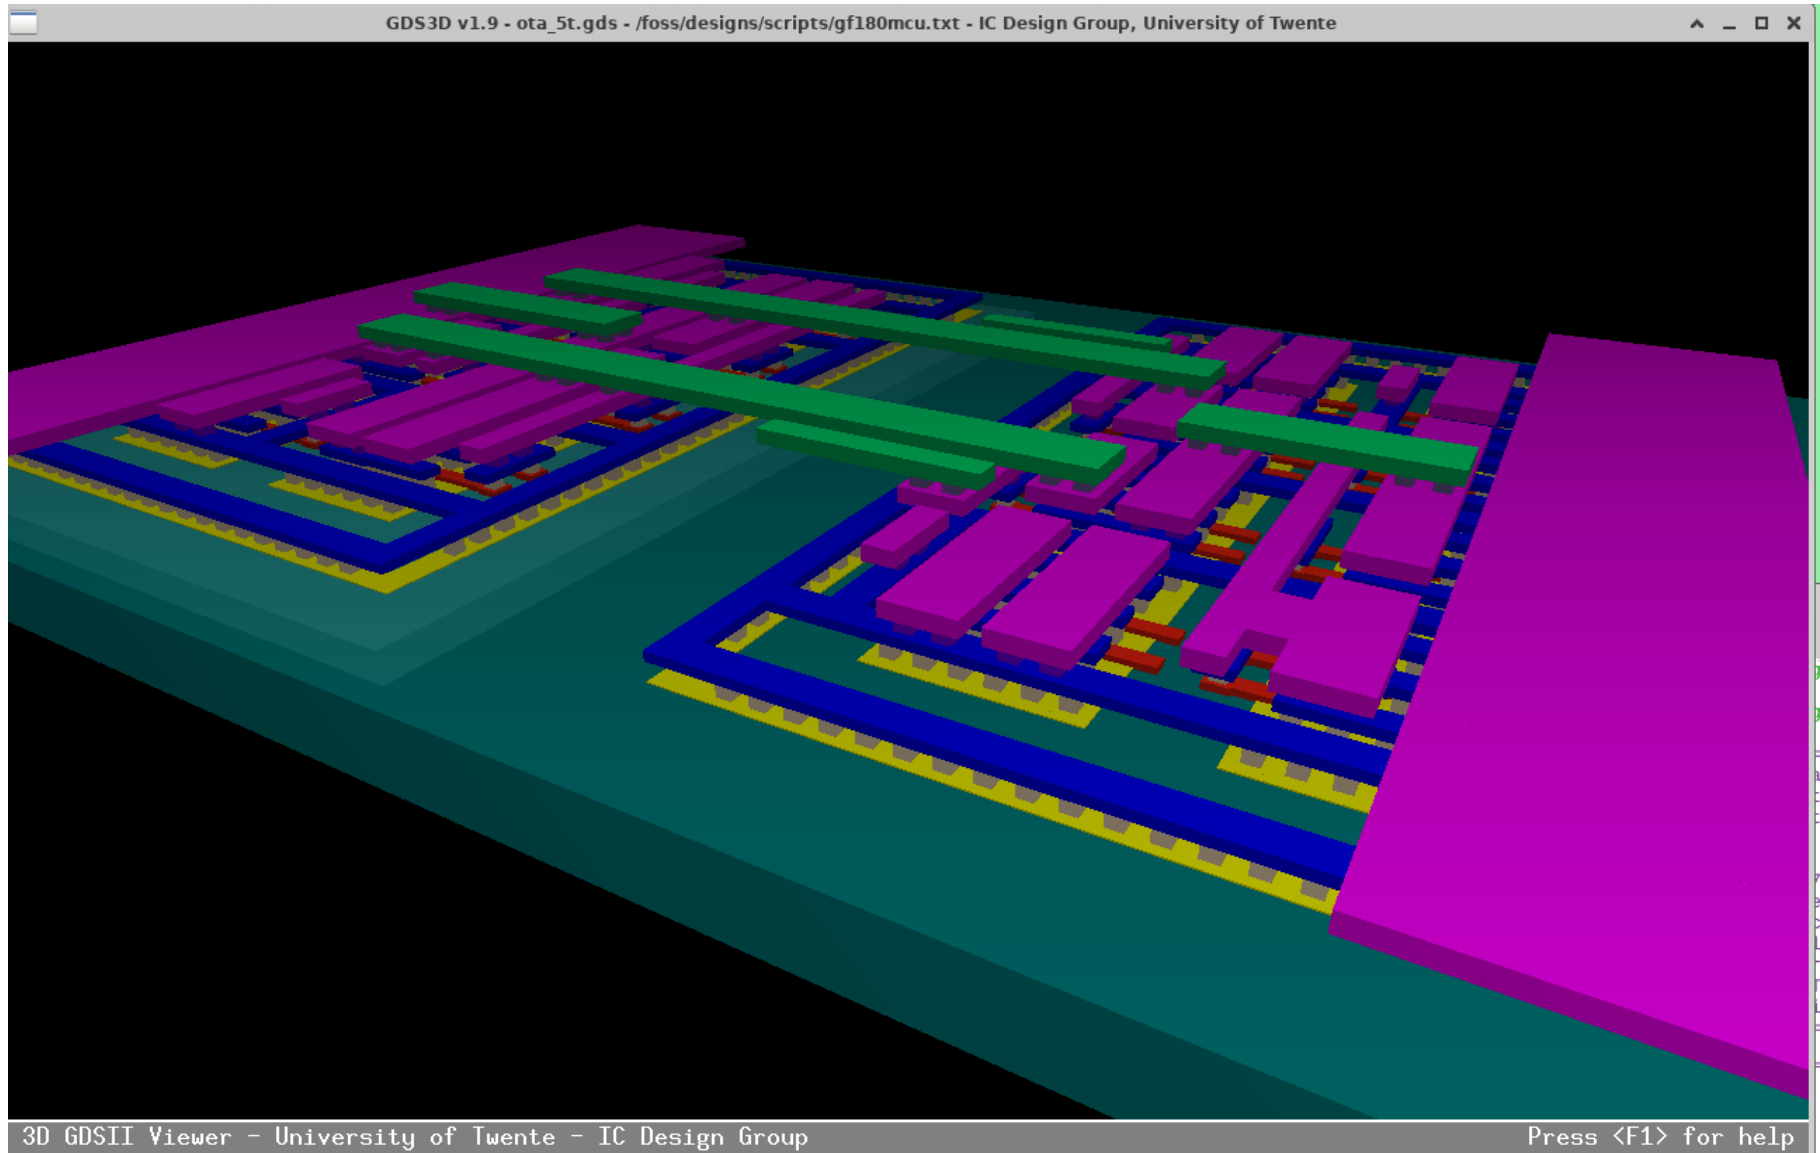 GDS3D v1.9 - ota_5t.gds - /foss/designs/scripts/gf180mcu.txt - IC Design Group, University of Twente
3D GDSII Viewer - University of Twente - IC Design Group
Press <F1> for help